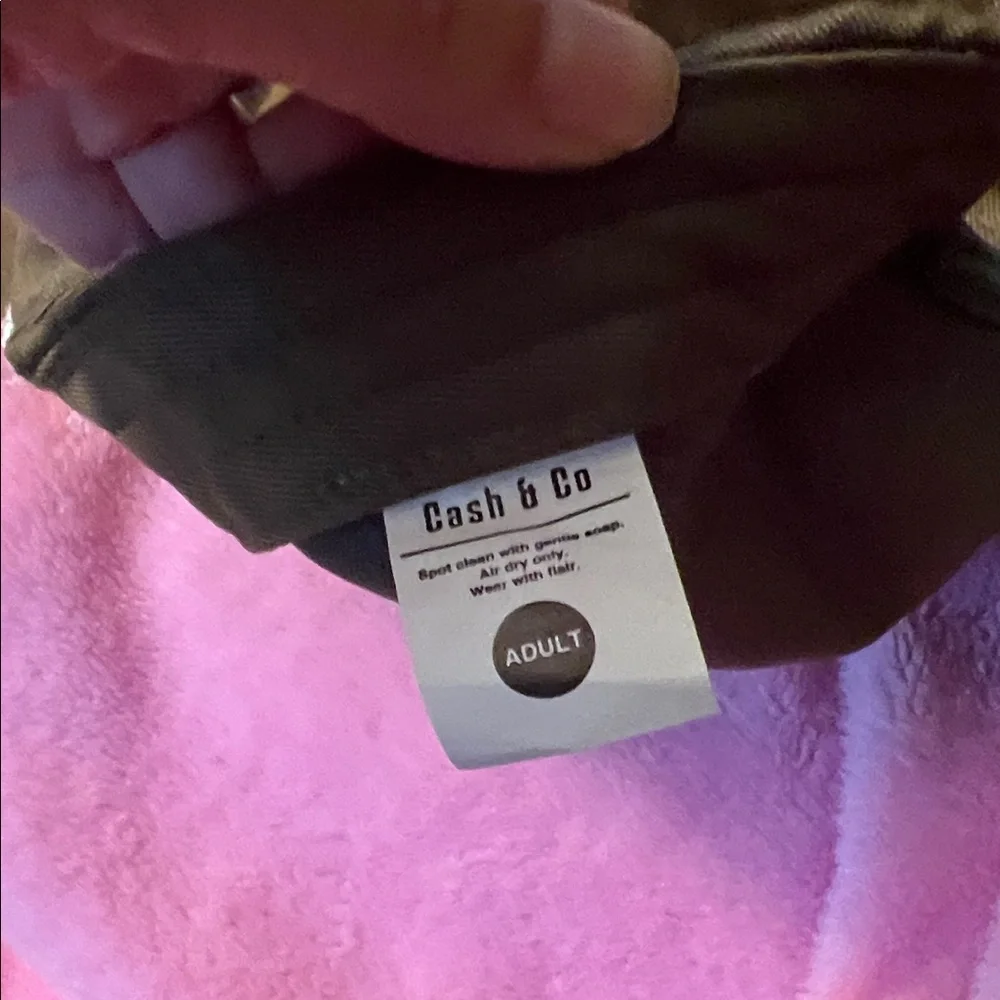 Cash & Co
Spot clean with gentle soap.
Air dry only.
Wear with flair.
ADULT